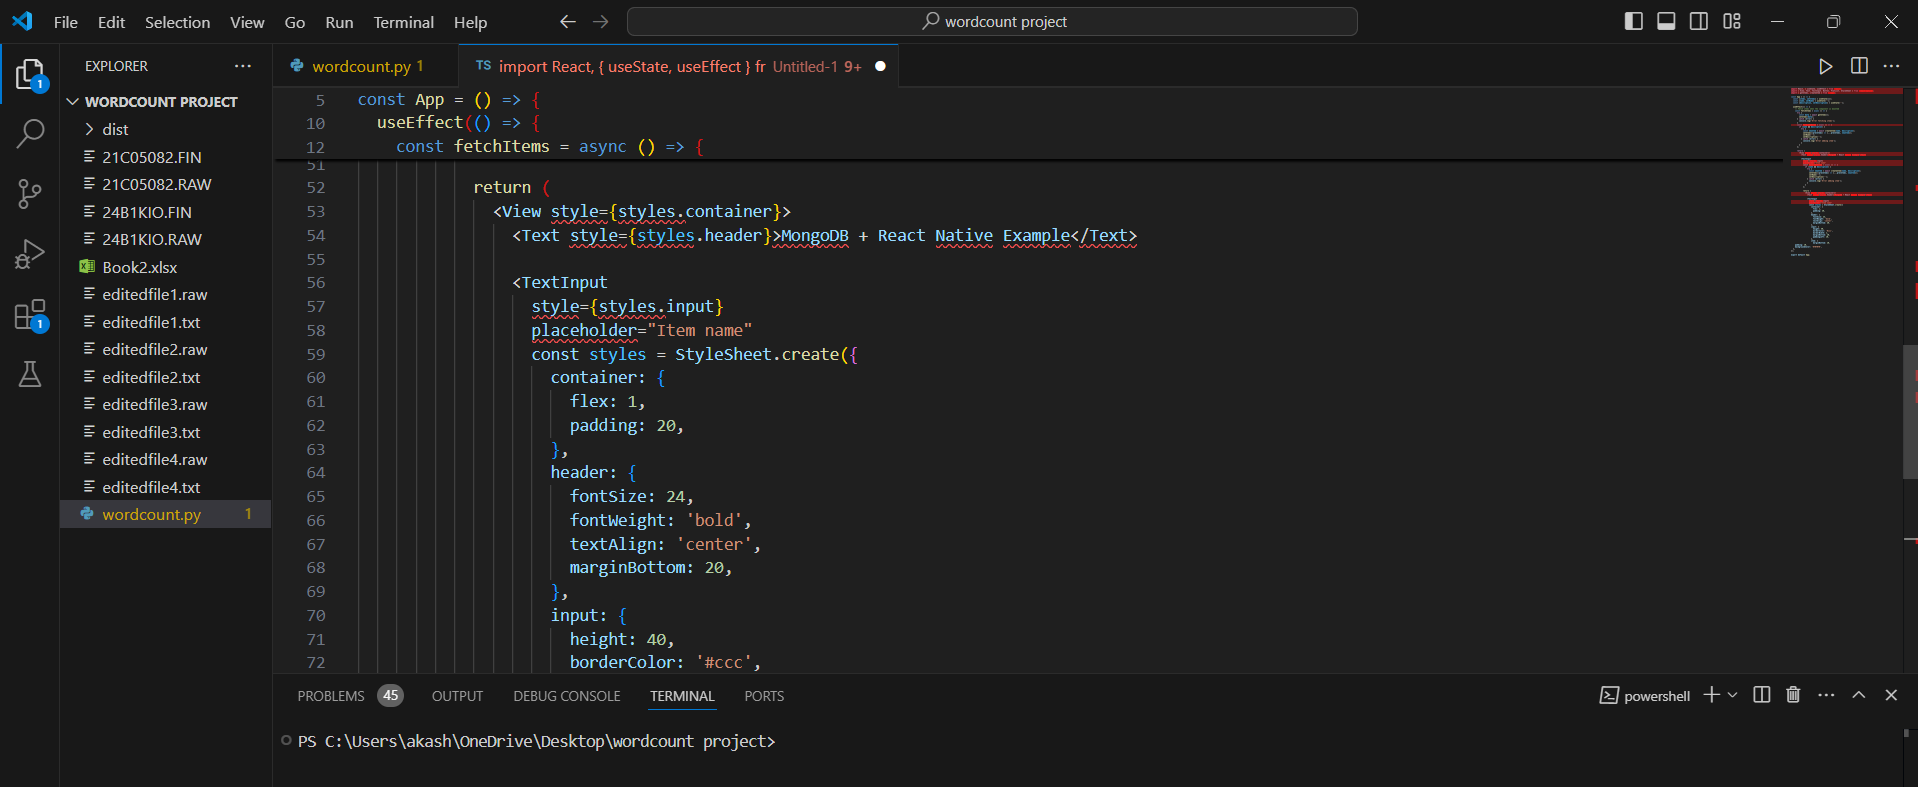 File Edit Selection View Go Run Terminal Help
wordcount project
1
1
EXPLORER
WORDCOUNT PROJECT
dist
21C05082.FIN
21C05082.RAW
24B1KIO.FIN
24B1KIO.RAW
Book2.xlsx
editedfile1.raw
editedfile1.txt
editedfile2.raw
editedfile2.txt
editedfile3.raw
editedfile3.txt
editedfile4.raw
editedfile4.txt
wordcount.py 1
wordcount.py 1
TS import React, { useState, useEffect } fr Untitled-1 9+
5 const App = () => {
10 useEffect(() => {
12 const fetchItems = async () => {
51
52 return (
53 <View style={styles.container}>
54 <Text style={styles.header}>MongoDB + React Native Example</Text>
55
56 <TextInput
57 style={styles.input}
58 placeholder="Item name"
59 const styles = StyleSheet.create({
60 container: {
61 flex: 1,
62 padding: 20,
63 },
64 header: {
65 fontSize: 24,
66 fontWeight: 'bold',
67 textAlign: 'center',
68 marginBottom: 20,
69 },
70 input: {
71 height: 40,
72 borderColor: '#ccc',
PROBLEMS 45 OUTPUT DEBUG CONSOLE TERMINAL PORTS
powershell
PS C:\Users\akash\OneDrive\Desktop\wordcount project>